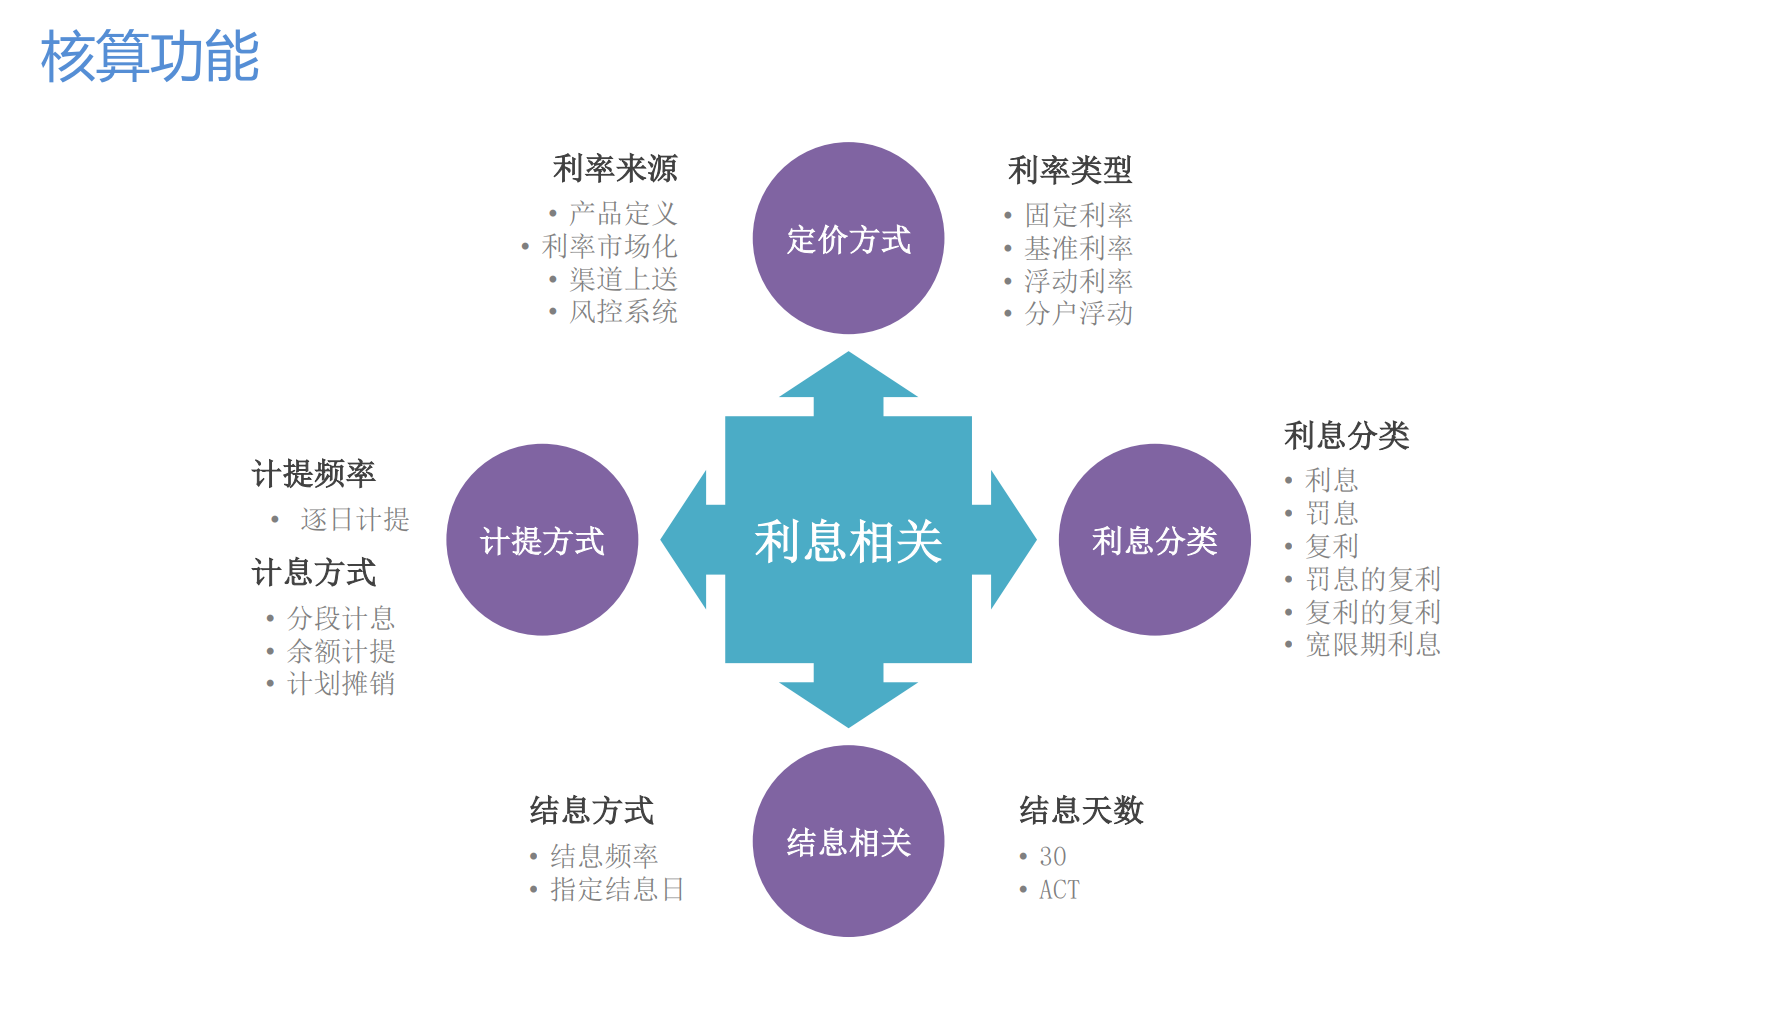 核算功能
利率来源
• 产品定义
• 利率市场化
• 渠道上送
• 风控系统
定价方式
利率类型
• 固定利率
• 基准利率
• 浮动利率
• 分户浮动
计提频率
• 逐日计提
计息方式
• 分段计息
• 余额计提
• 计划摊销
计提方式
利息相关
利息分类
利息分类
• 利息
• 罚息
• 复利
• 罚息的复利
• 复利的复利
• 宽限期利息
结息方式
• 结息频率
• 指定结息日
结息相关
结息天数
• 30
• ACT